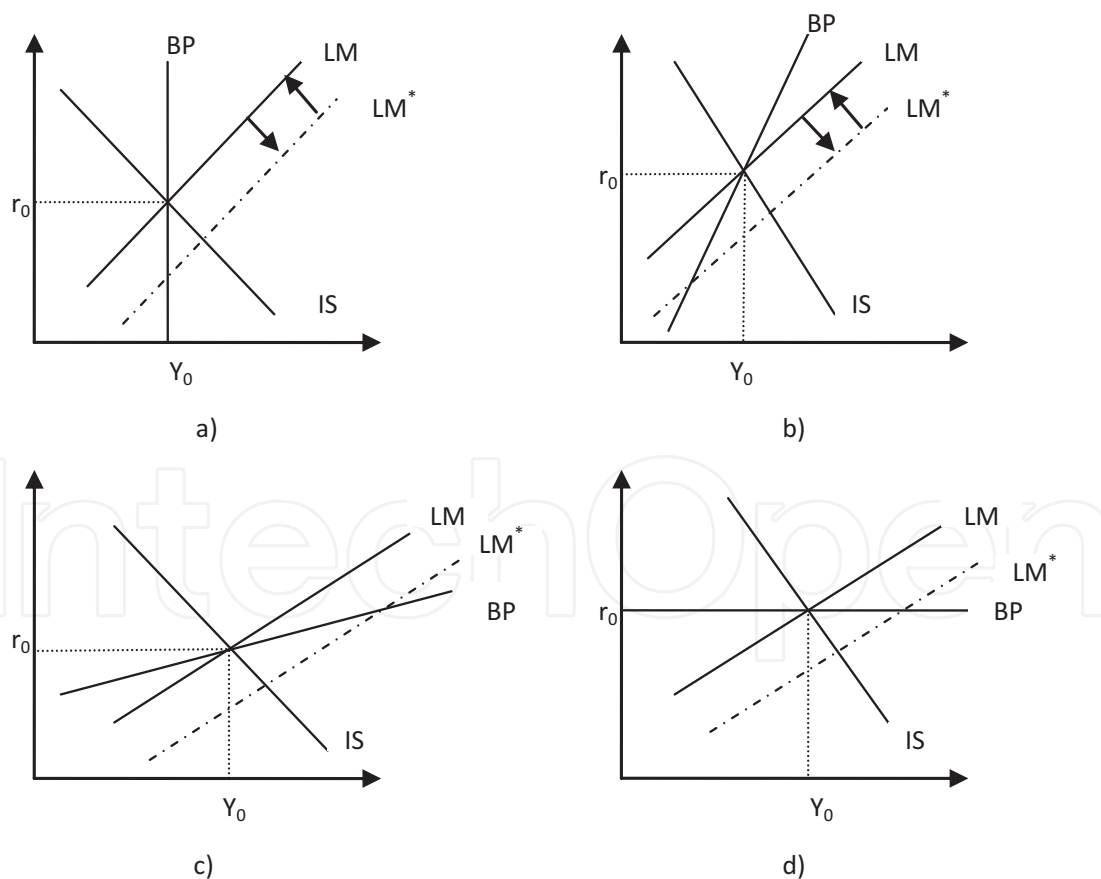 BP
LM
LM*
r₀
IS
Y₀
a)
BP
LM
LM*
r₀
IS
Y₀
b)
LM
LM*
BP
r₀
IS
Y₀
c)
LM
LM*
r₀
BP
IS
Y₀
d)
IntechOpen